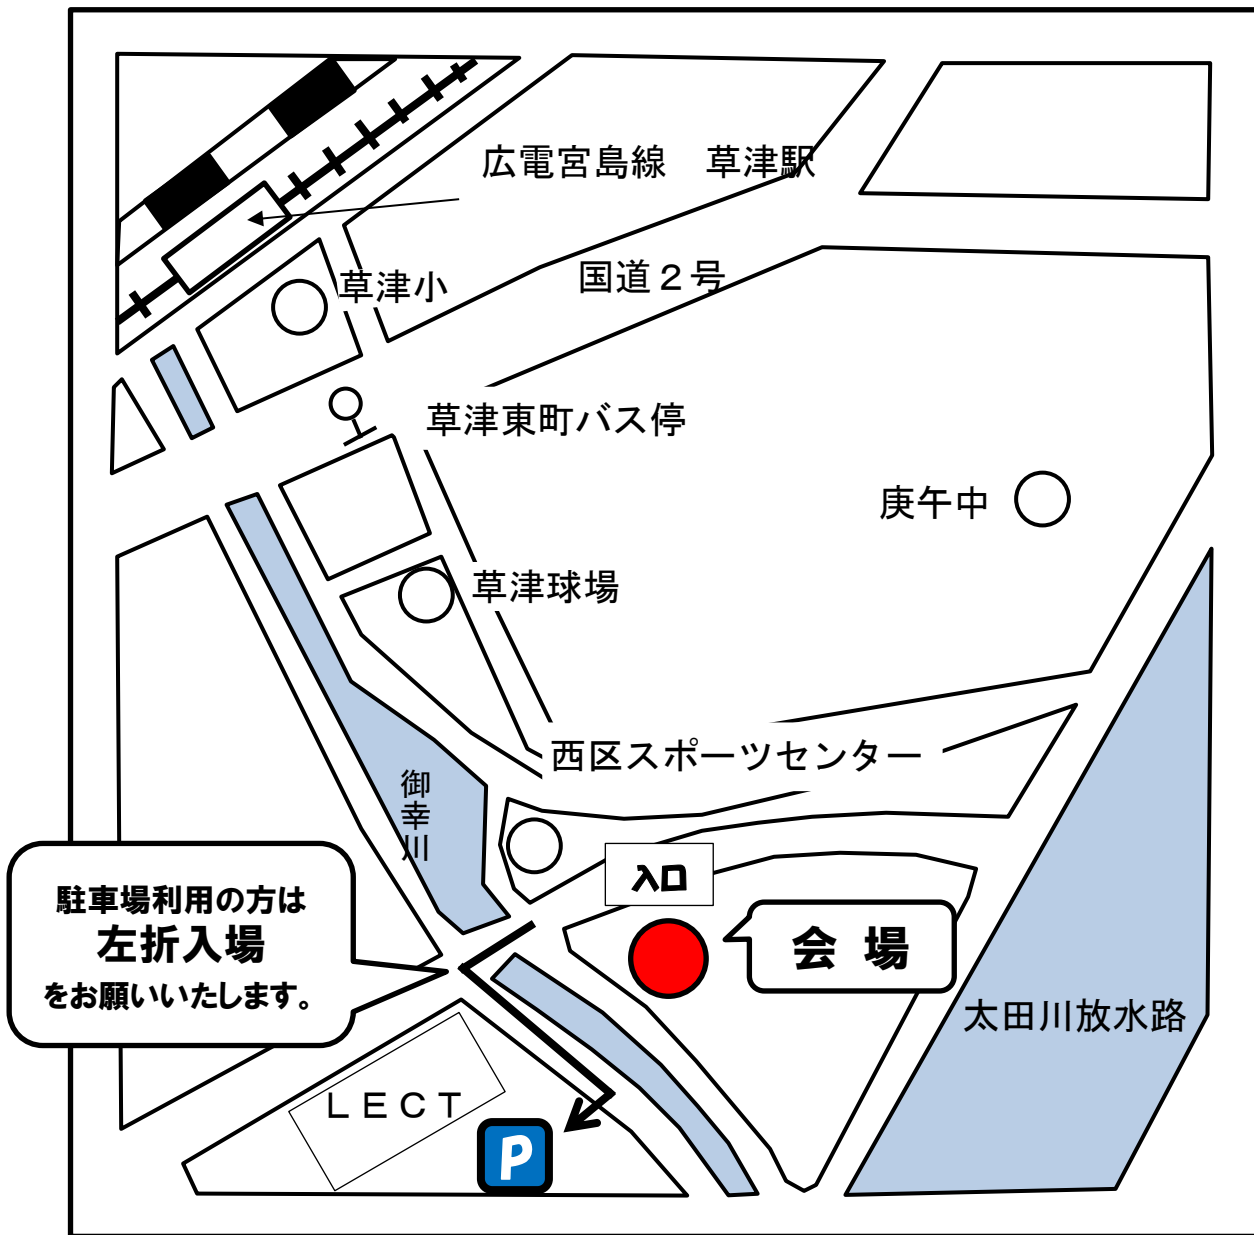 広電宮島線　草津駅
草津小
国道２号
草津東町バス停
庚午中
草津球場
西区スポーツセンター
御幸川
入口
駐車場利用の方は
左折入場
をお願いいたします。
会 場
太田川放水路
ＬＥＣＴ
P